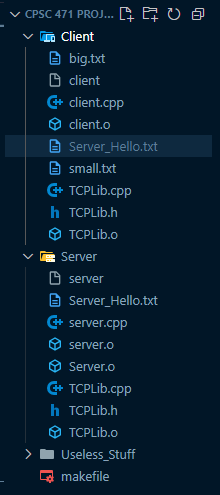 CPSC 471 PROJ...
Client
big.txt
client
client.cpp
client.o
Server_Hello.txt
small.txt
TCPLib.cpp
TCPLib.h
TCPLib.o
Server
server
Server_Hello.txt
server.cpp
server.o
Server.o
TCPLib.cpp
TCPLib.h
TCPLib.o
Useless_Stuff
makefile